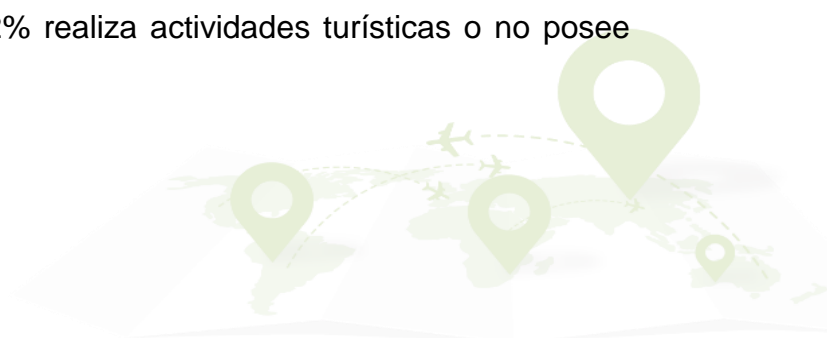 % realiza actividades turísticas o no posee